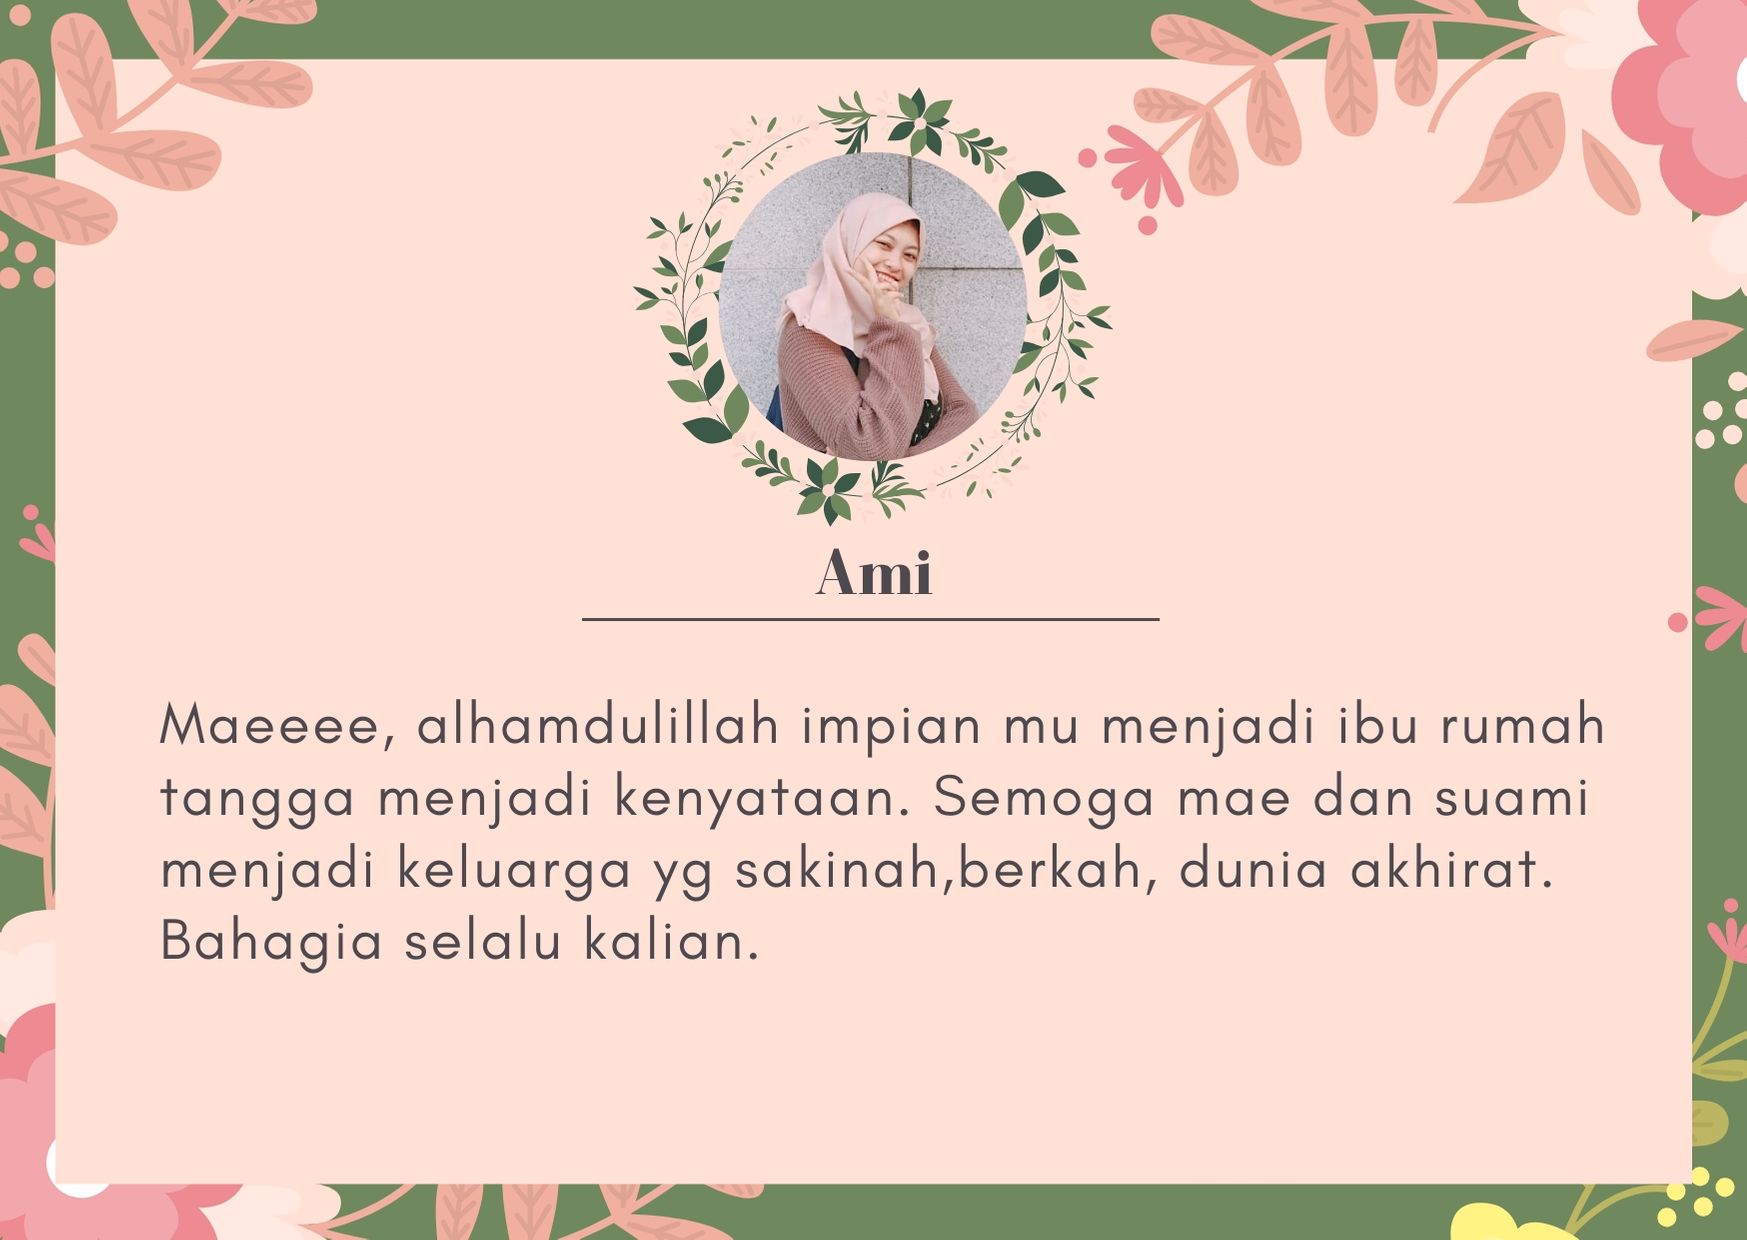 Ami
Maeeee, alhamdulillah impian mu menjadi ibu rumah
tangga menjadi kenyataan. Semoga mae dan suami
menjadi keluarga yg sakinah,berkah, dunia akhirat.
Bahagia selalu kalian.